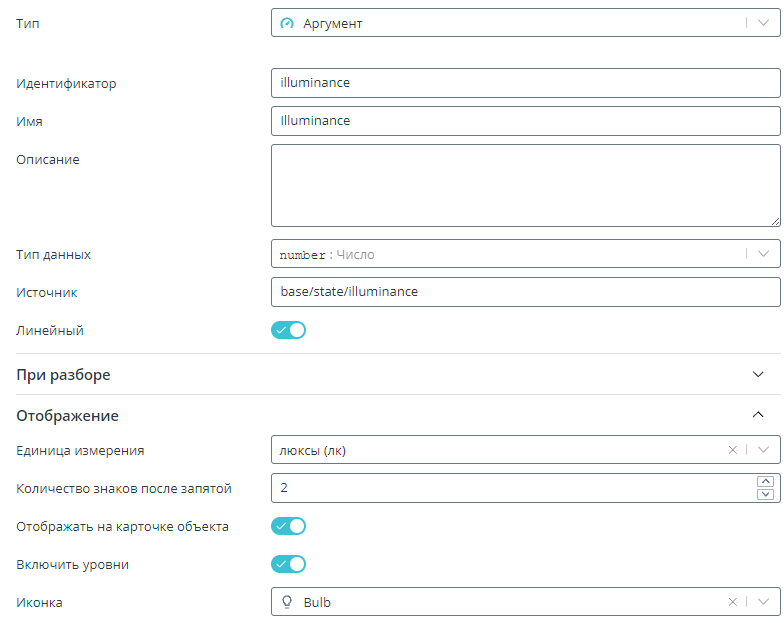 Тип Аргумент
Идентификатор illuminance
Имя Illuminance
Описание
Тип данных number : Число
Источник base/state/illuminance
Линейный
При разборе
Отображение
Единица измерения люксы (лк)
Количество знаков после запятой 2
Отображать на карточке объекта
Включить уровни
Иконка Bulb